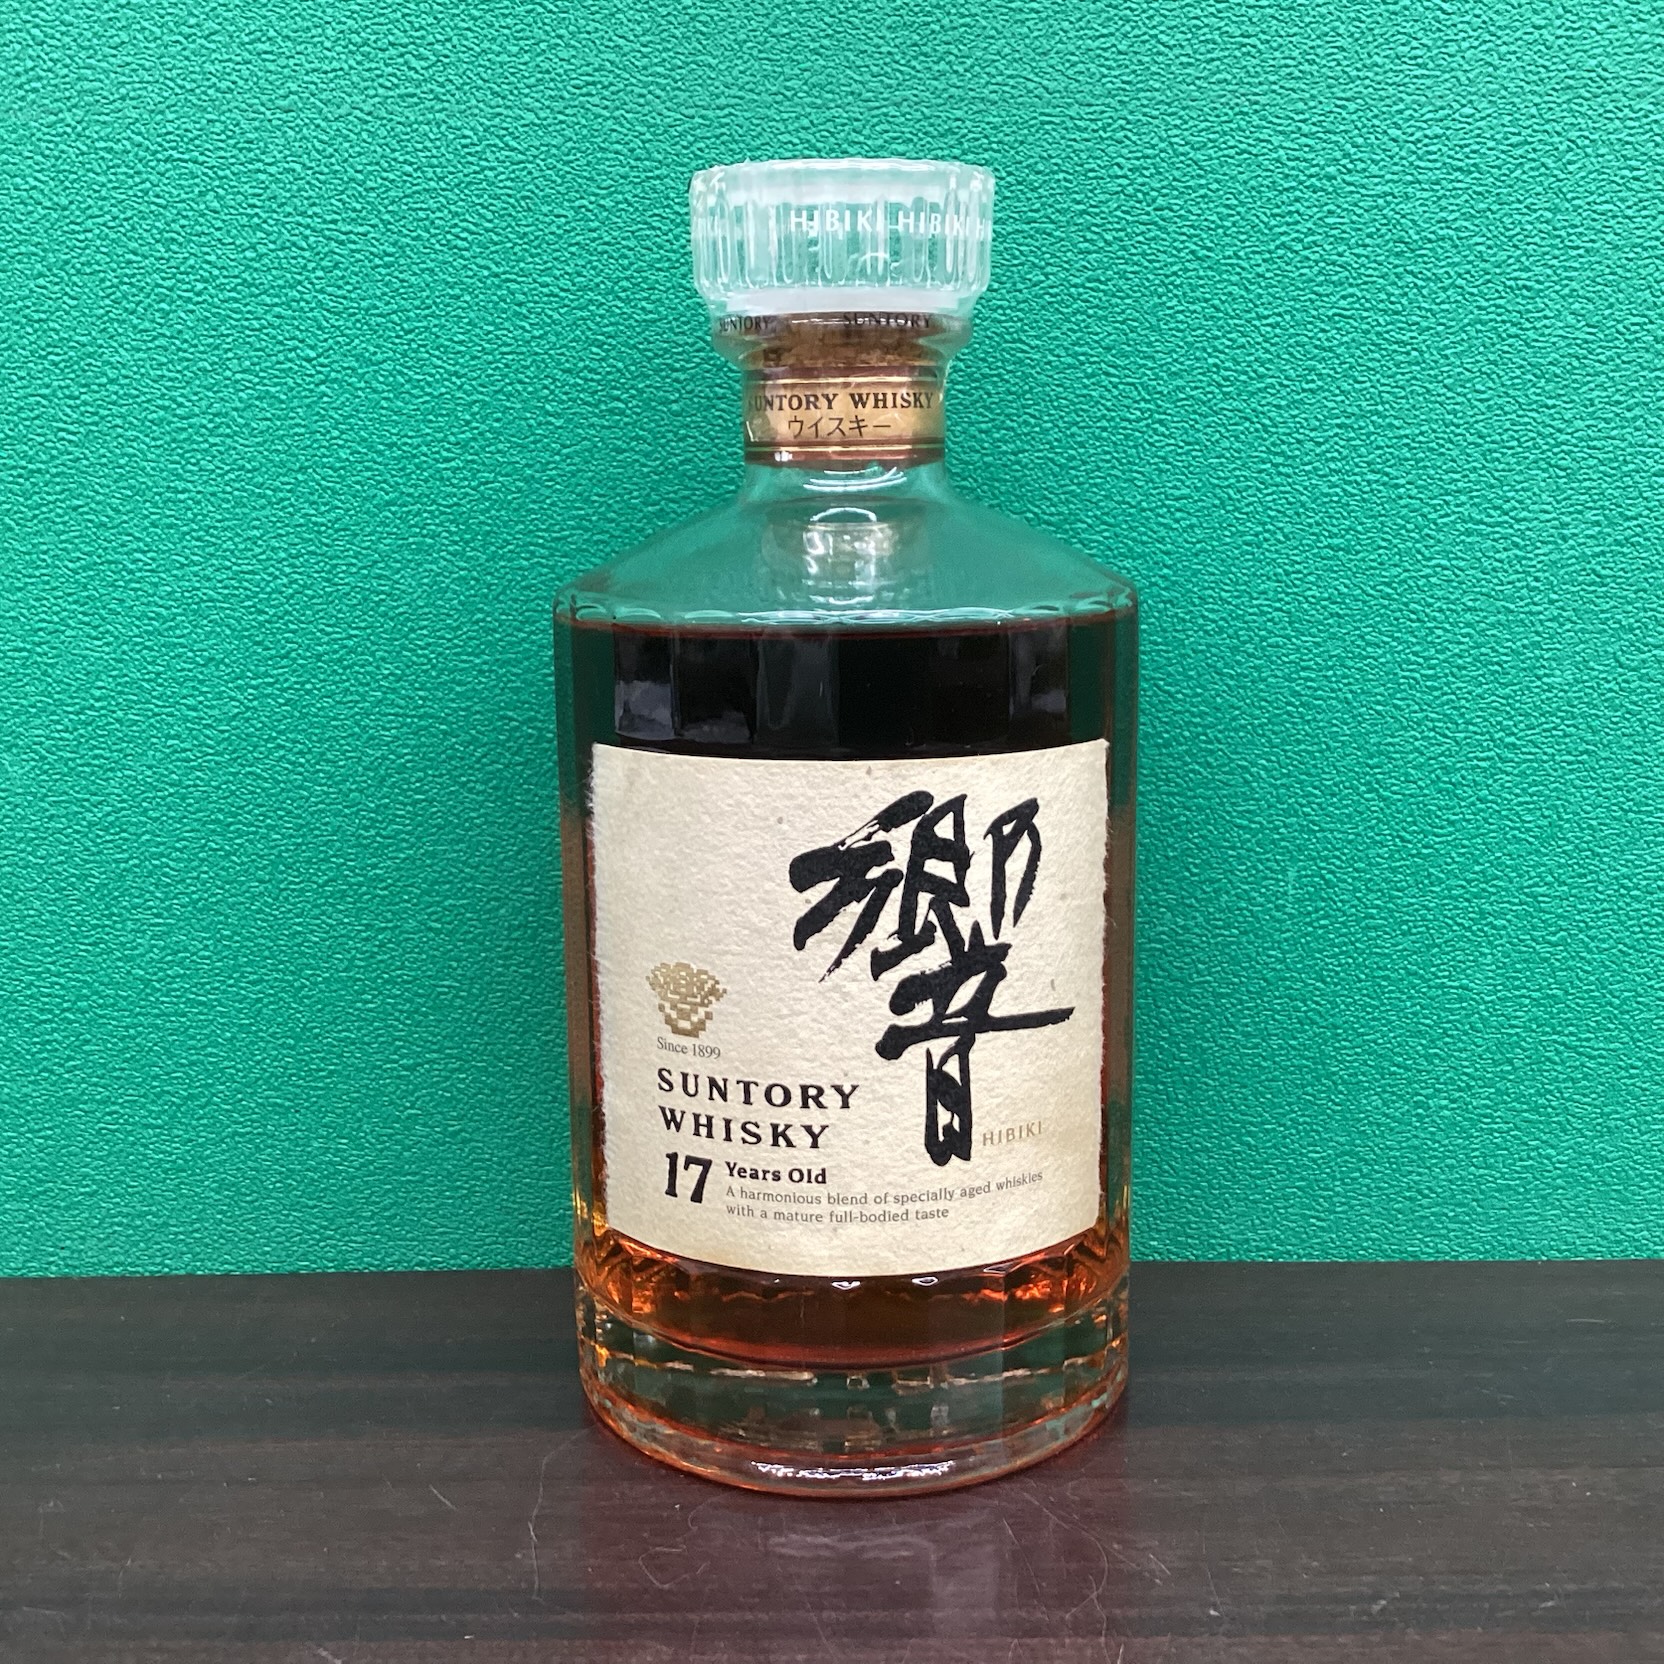 HIBIKI HIBIKI
SUNTORY SUNTORY
SUNTORY WHISKY
ウイスキー
響
HIBIKI
Since 1899
SUNTORY
WHISKY
17 Years Old
A harmonious blend of specially aged whiskies
with a mature full-bodied taste